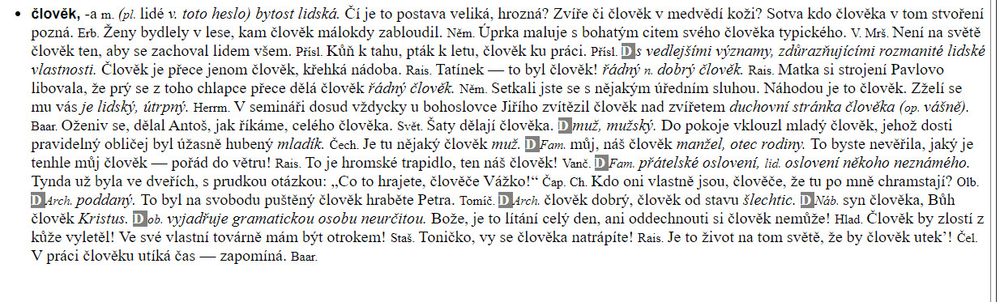 člověk, -a m. (pl. lidé v. toto heslo) bytost lidská. Čí je to postava veliká, hrozná? Zvíře či člověk v medvědí koži? Sotva kdo člověka v tom stvoření
pozná. Erb. Ženy bydlely v lese, kam člověk málokdy zabloudil. Něm. Úprka maluje s bohatým citem svého člověka typického. V. Mrš. Není na světě
člověk ten, aby se zachoval lidem všem. Přísl. Kůň k tahu, pták k letu, člověk ku práci. Přísl. D s vedlejšími významy, zdůrazňujícími rozmanité lidské
vlastnosti. Člověk je přece jenom člověk, křehká nádoba. Rais. Tatínek — to byl člověk! řádný n. dobrý člověk. Rais. Matka si strojení Pavlovo
libovala, že prý se z toho chlapce přece dělá člověk řádný člověk. Něm. Setkali jste se s nějakým úředním sluhou. Náhodou je to člověk. Zželí se
mu vás je lidský, útrpný. Herrm. V semináři dosud vždycky u bohoslovce Jiřího zvítězil člověk nad zvířetem duchovní stránka člověka (op. vášně).
Baar. Oženiv se, dělal Antoš, jak říkáme, celého člověka. Svět. Šaty dělají člověka. D muž, mužský. Do pokoje vklouzl mladý člověk, jehož dosti
pravidelný obličej byl úžasně hubený mladík. Čech. Je tu nějaký člověk muž. D Fam. můj, náš člověk manžel, otec rodiny. To byste nevěřila, jaký je
tenhle můj člověk — pořád do větru! Rais. To je hromské trapidlo, ten náš člověk! Vanč. D Fam. přátelské oslovení, lid. oslovení někoho neznámého.
Tynda už byla ve dveřích, s prudkou otázkou: „Co to hrajete, člověče Vážko!“ Čap. Ch. Kdo oni vlastně jsou, člověče, že tu po mně chramstají? Olb.
D Arch. poddaný. To byl na svobodu puštěný člověk hraběte Petra. Tomíč. D Arch. člověk dobrý, člověk od stavu šlechtic. D Náb. syn člověka, Bůh
člověk Kristus. D ob. vyjadřuje gramatickou osobu neurčitou. Bože, je to lítání celý den, ani oddechnouti si člověk nemůže! Hlad. Člověk by zlostí z
kůže vyletěl! Ve své vlastní továrně mám být otrokem! Staš. Toničko, vy se člověka natrápíte! Rais. Je to život na tom světě, že by člověk utek’! Čel.
V práci člověku utíká čas — zapomíná. Baar.